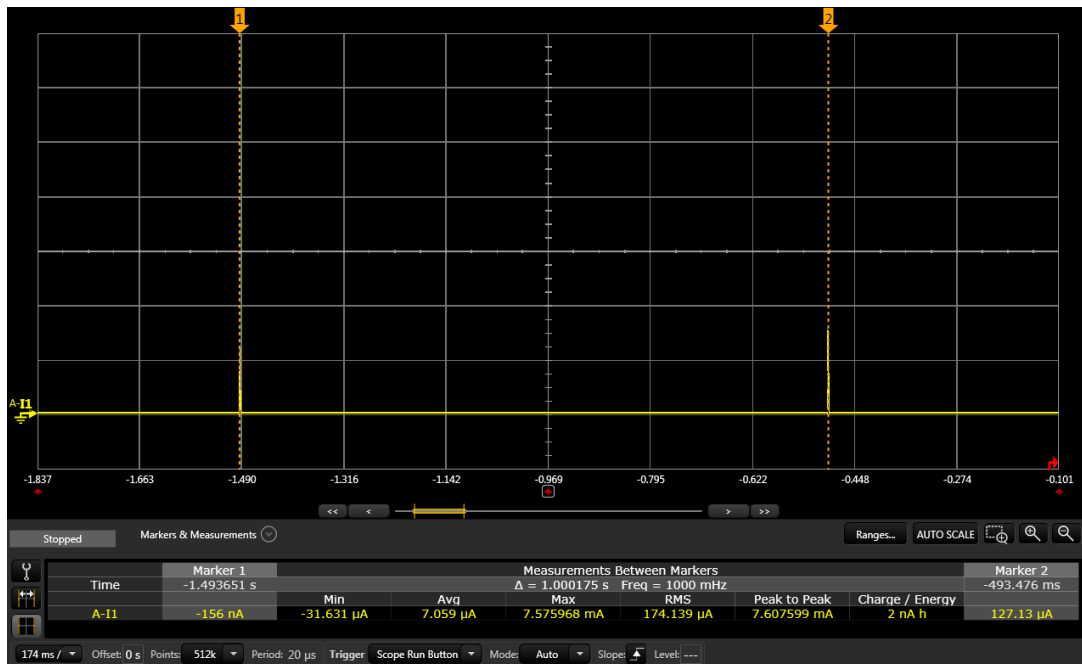 1 2
A-I1
-1.837 -1.663 -1.490 -1.316 -1.142 -0.969 -0.795 -0.622 -0.448 -0.274 -0.101
<< < > >>
Stopped Markers & Measurements Ranges... AUTO SCALE
Marker 1 Measurements Between Markers Marker 2
Time -1.493651 s Δ = 1.000175 s Freq = 1000 mHz -493.476 ms
Min Avg Max RMS Peak to Peak Charge / Energy
A-I1 -156 nA -31.631 µA 7.059 µA 7.575968 mA 174.139 µA 7.607599 mA 2 nA h 127.13 µA
174 ms / Offset: 0 s Points: 512k Period: 20 µs Trigger Scope Run Button Mode: Auto Slope: Level: ---